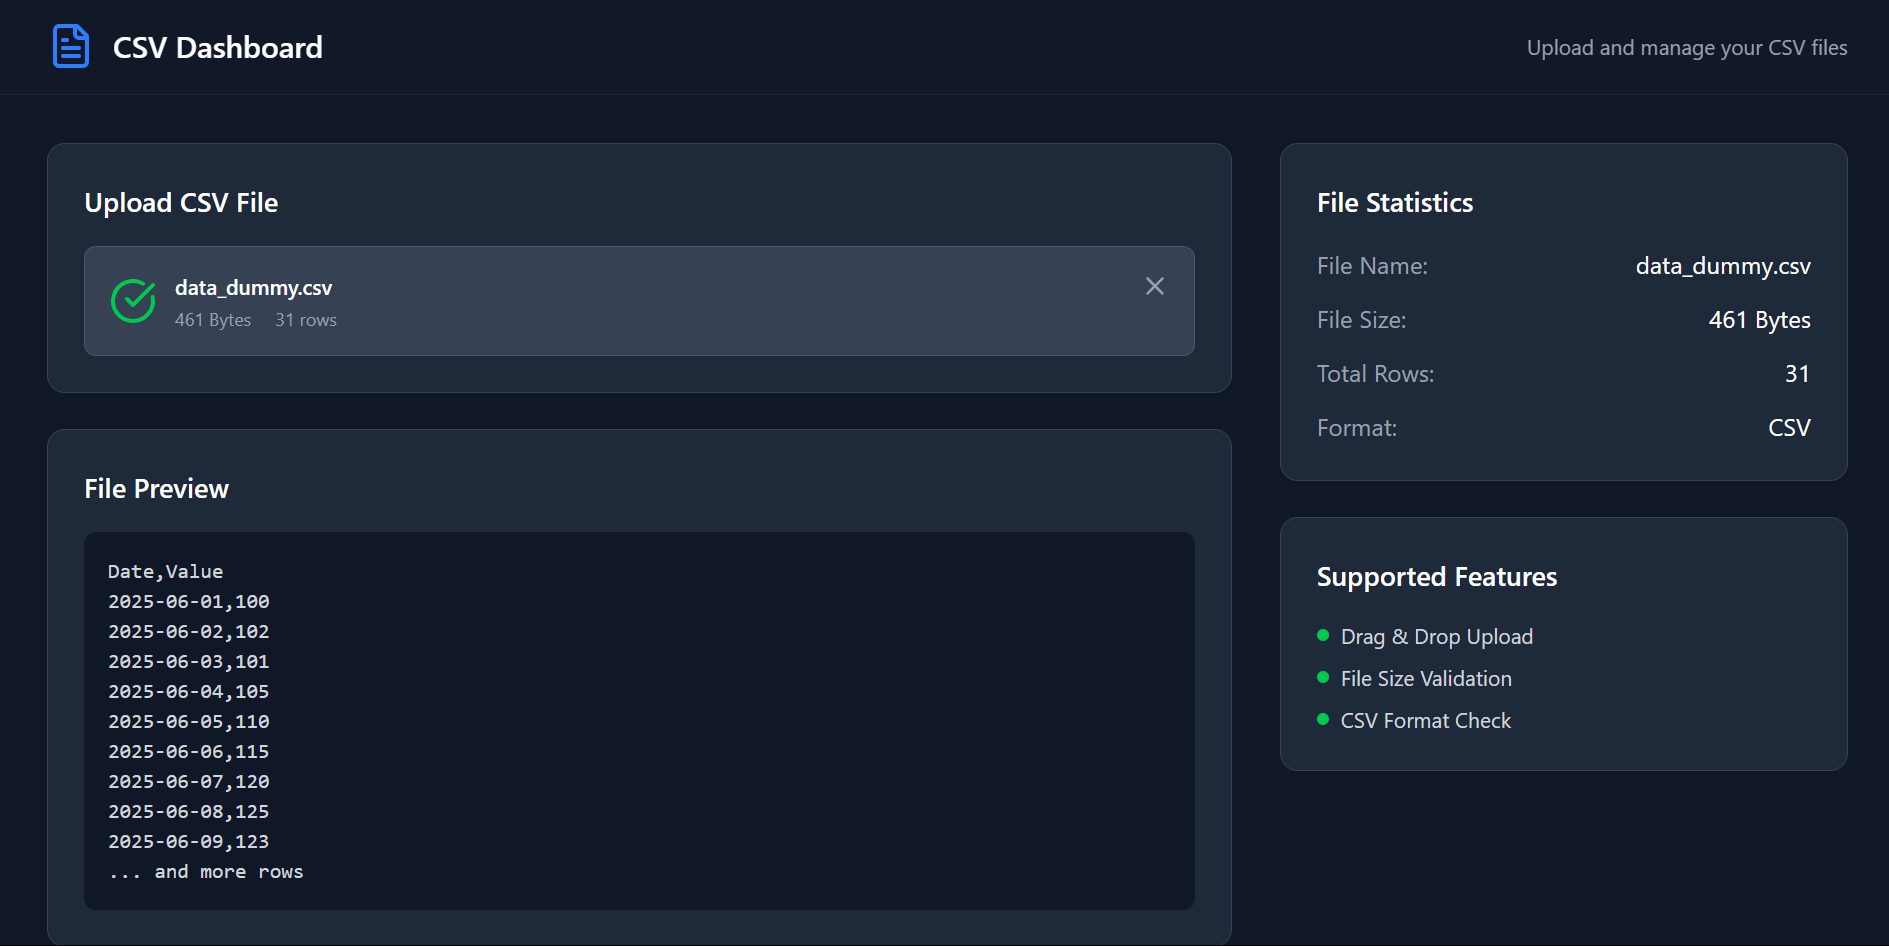 CSV Dashboard
Upload and manage your CSV files
Upload CSV File
data_dummy.csv
461 Bytes 31 rows
File Preview
Date,Value
2025-06-01,100
2025-06-02,102
2025-06-03,101
2025-06-04,105
2025-06-05,110
2025-06-06,115
2025-06-07,120
2025-06-08,125
2025-06-09,123
... and more rows
File Statistics
File Name: data_dummy.csv
File Size: 461 Bytes
Total Rows: 31
Format: CSV
Supported Features
Drag & Drop Upload
File Size Validation
CSV Format Check